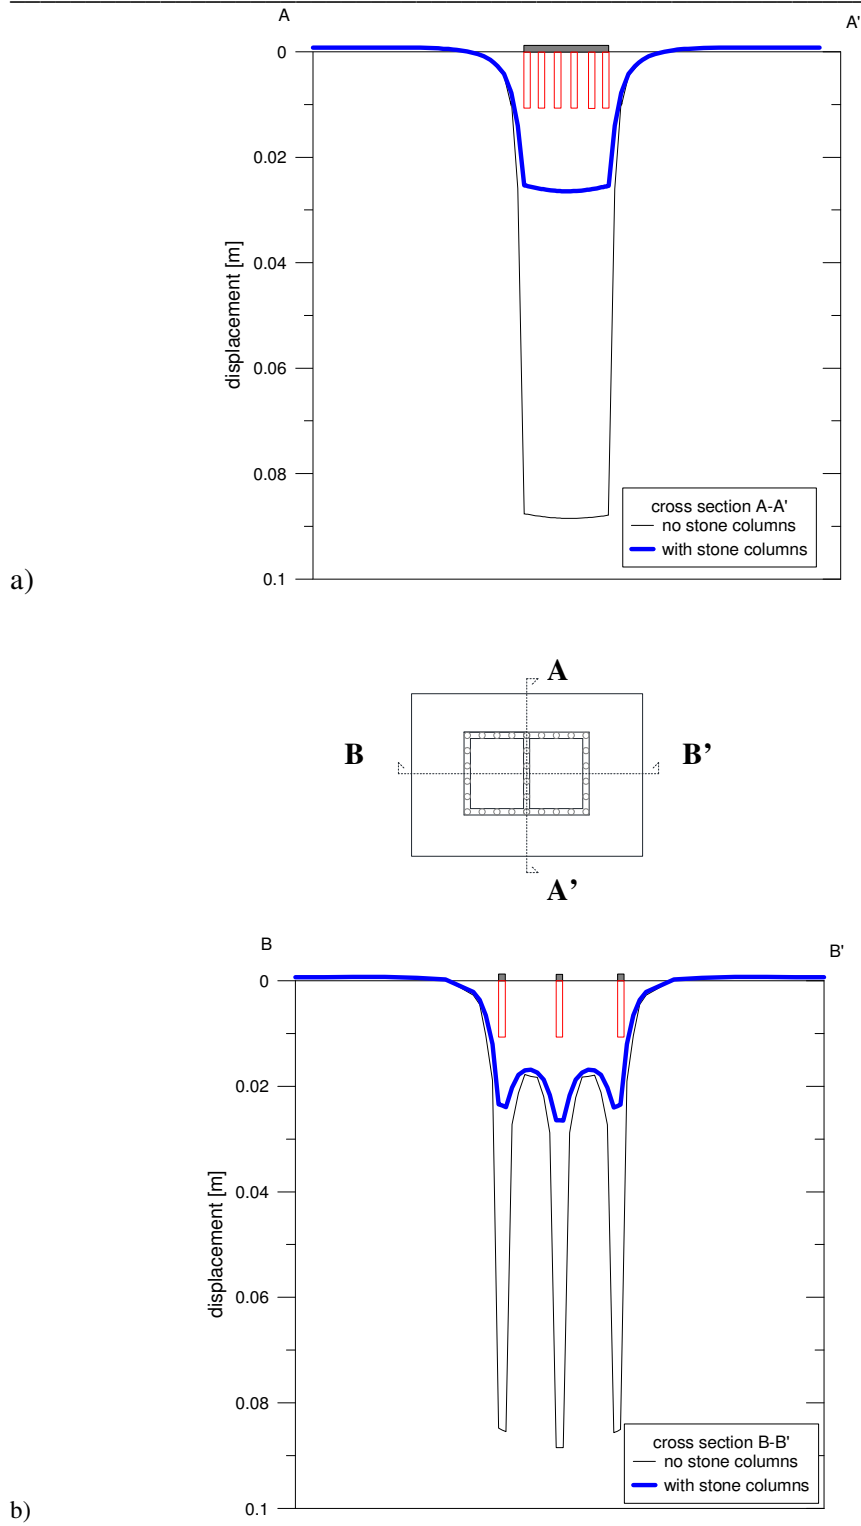 A
A'
0
0.02
0.04
0.06
0.08
0.1
displacement [m]
cross section A-A'
no stone columns
with stone columns
a)
A
B
B’
A’
B
B'
0
0.02
0.04
0.06
0.08
0.1
displacement [m]
cross section B-B'
no stone columns
with stone columns
b)